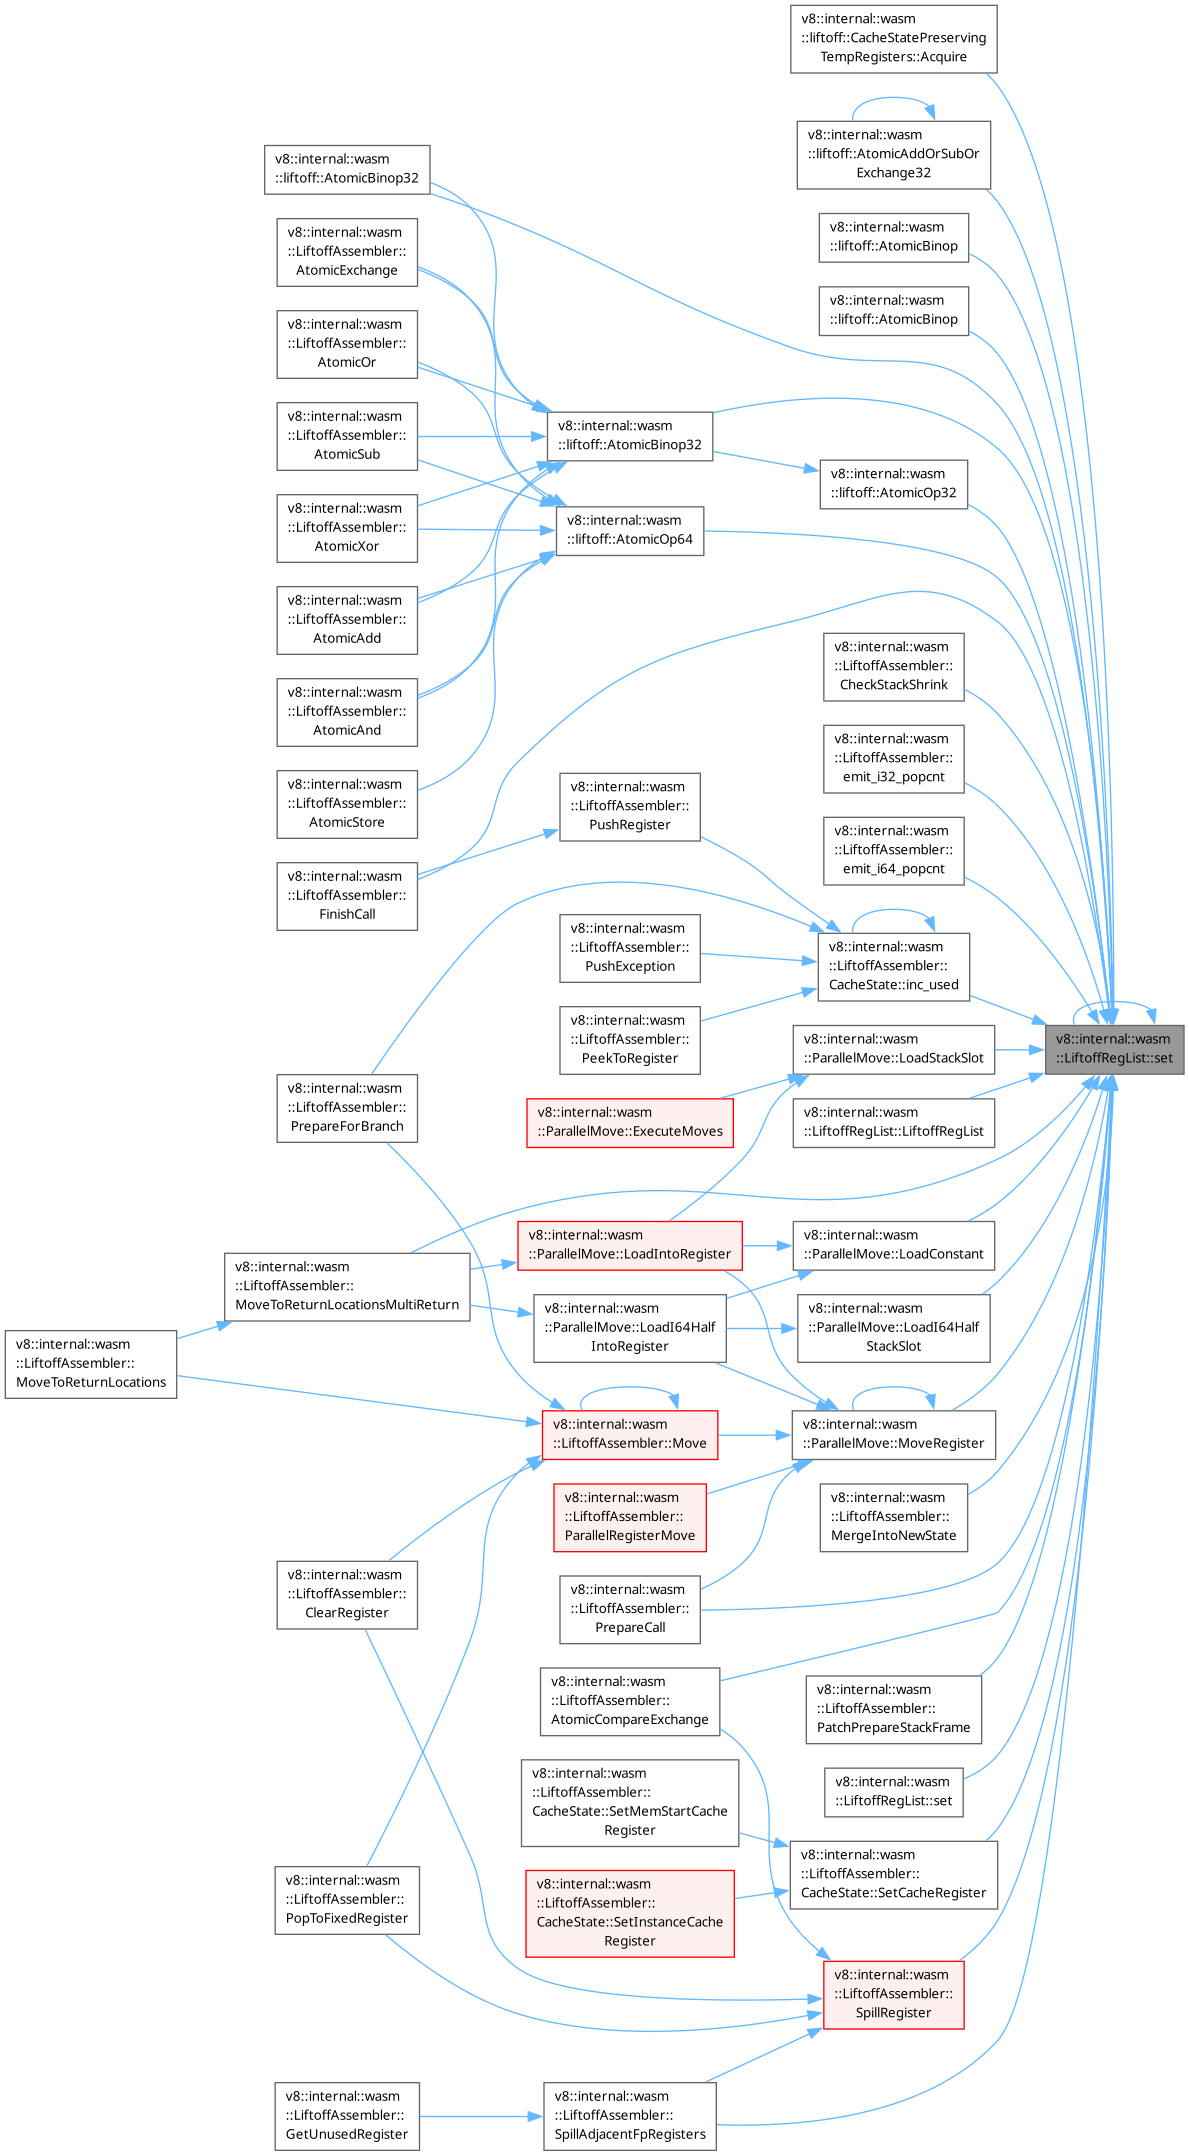 v8::internal::wasm
::liftoff::CacheStatePreserving
TempRegisters::Acquire
v8::internal::wasm
::liftoff::AtomicAddOrSubOr
Exchange32
v8::internal::wasm
::liftoff::AtomicBinop32
v8::internal::wasm
::liftoff::AtomicBinop
v8::internal::wasm
::LiftoffAssembler::
AtomicExchange
v8::internal::wasm
::liftoff::AtomicBinop
v8::internal::wasm
::LiftoffAssembler::
AtomicOr
v8::internal::wasm
::LiftoffAssembler::
AtomicSub
v8::internal::wasm
::liftoff::AtomicBinop32
v8::internal::wasm
::liftoff::AtomicOp32
v8::internal::wasm
::LiftoffAssembler::
AtomicXor
v8::internal::wasm
::liftoff::AtomicOp64
v8::internal::wasm
::LiftoffAssembler::
AtomicAdd
v8::internal::wasm
::LiftoffAssembler::
CheckStackShrink
v8::internal::wasm
::LiftoffAssembler::
AtomicAnd
v8::internal::wasm
::LiftoffAssembler::
emit_i32_popcnt
v8::internal::wasm
::LiftoffAssembler::
AtomicStore
v8::internal::wasm
::LiftoffAssembler::
PushRegister
v8::internal::wasm
::LiftoffAssembler::
emit_i64_popcnt
v8::internal::wasm
::LiftoffAssembler::
FinishCall
v8::internal::wasm
::LiftoffAssembler::
PushException
v8::internal::wasm
::LiftoffAssembler::
CacheState::inc_used
v8::internal::wasm
::LiftoffAssembler::
PeekToRegister
v8::internal::wasm
::ParallelMove::LoadStackSlot
v8::internal::wasm
::LiftoffRegList::set
v8::internal::wasm
::LiftoffAssembler::
PrepareForBranch
v8::internal::wasm
::ParallelMove::ExecuteMoves
v8::internal::wasm
::LiftoffRegList::LiftoffRegList
v8::internal::wasm
::ParallelMove::LoadIntoRegister
v8::internal::wasm
::ParallelMove::LoadConstant
v8::internal::wasm
::LiftoffAssembler::
MoveToReturnLocationsMultiReturn
v8::internal::wasm
::ParallelMove::LoadI64Half
IntoRegister
v8::internal::wasm
::ParallelMove::LoadI64Half
StackSlot
v8::internal::wasm
::LiftoffAssembler::
MoveToReturnLocations
v8::internal::wasm
::LiftoffAssembler::Move
v8::internal::wasm
::ParallelMove::MoveRegister
v8::internal::wasm
::LiftoffAssembler::
ParallelRegisterMove
v8::internal::wasm
::LiftoffAssembler::
MergeIntoNewState
v8::internal::wasm
::LiftoffAssembler::
ClearRegister
v8::internal::wasm
::LiftoffAssembler::
PrepareCall
v8::internal::wasm
::LiftoffAssembler::
AtomicCompareExchange
v8::internal::wasm
::LiftoffAssembler::
PatchPrepareStackFrame
v8::internal::wasm
::LiftoffAssembler::
CacheState::SetMemStartCache
Register
v8::internal::wasm
::LiftoffRegList::set
v8::internal::wasm
::LiftoffAssembler::
CacheState::SetCacheRegister
v8::internal::wasm
::LiftoffAssembler::
PopToFixedRegister
v8::internal::wasm
::LiftoffAssembler::
CacheState::SetInstanceCache
Register
v8::internal::wasm
::LiftoffAssembler::
SpillRegister
v8::internal::wasm
::LiftoffAssembler::
GetUnusedRegister
v8::internal::wasm
::LiftoffAssembler::
SpillAdjacentFpRegisters